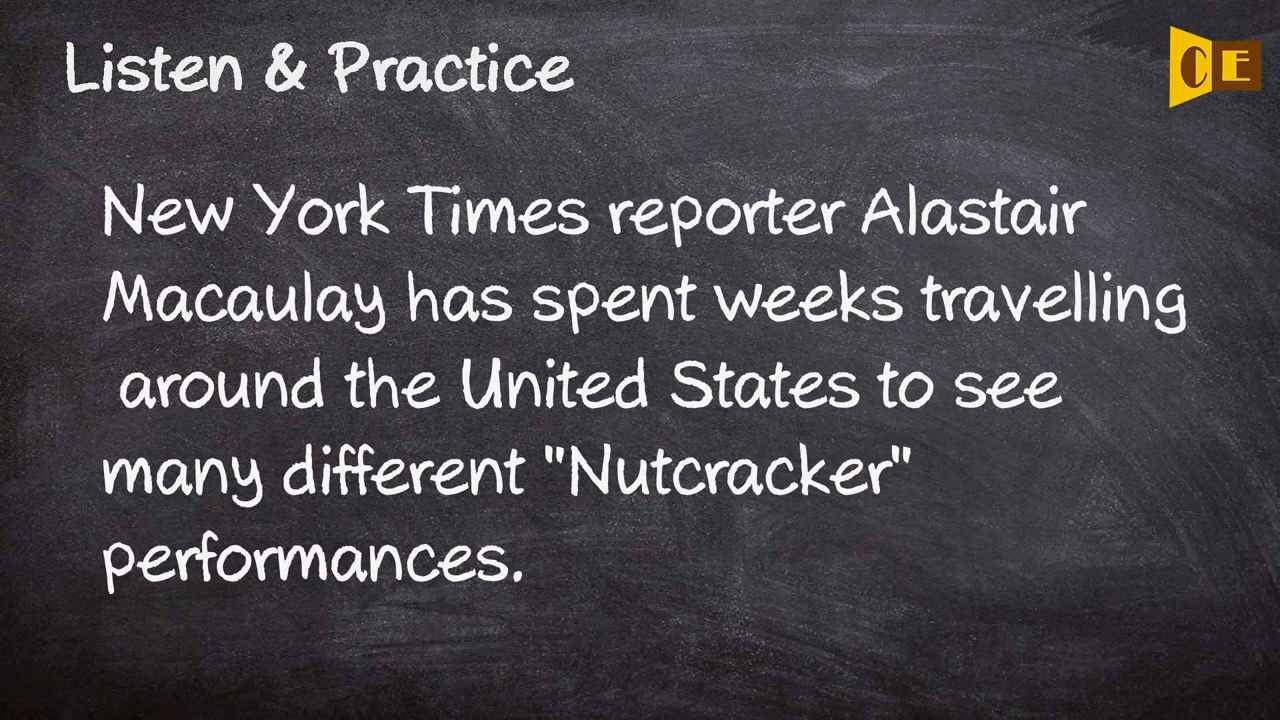 Listen & Practice
CE
New York Times reporter Alastair
Macaulay has spent weeks travelling
around the United States to see
many different "Nutcracker"
performances.